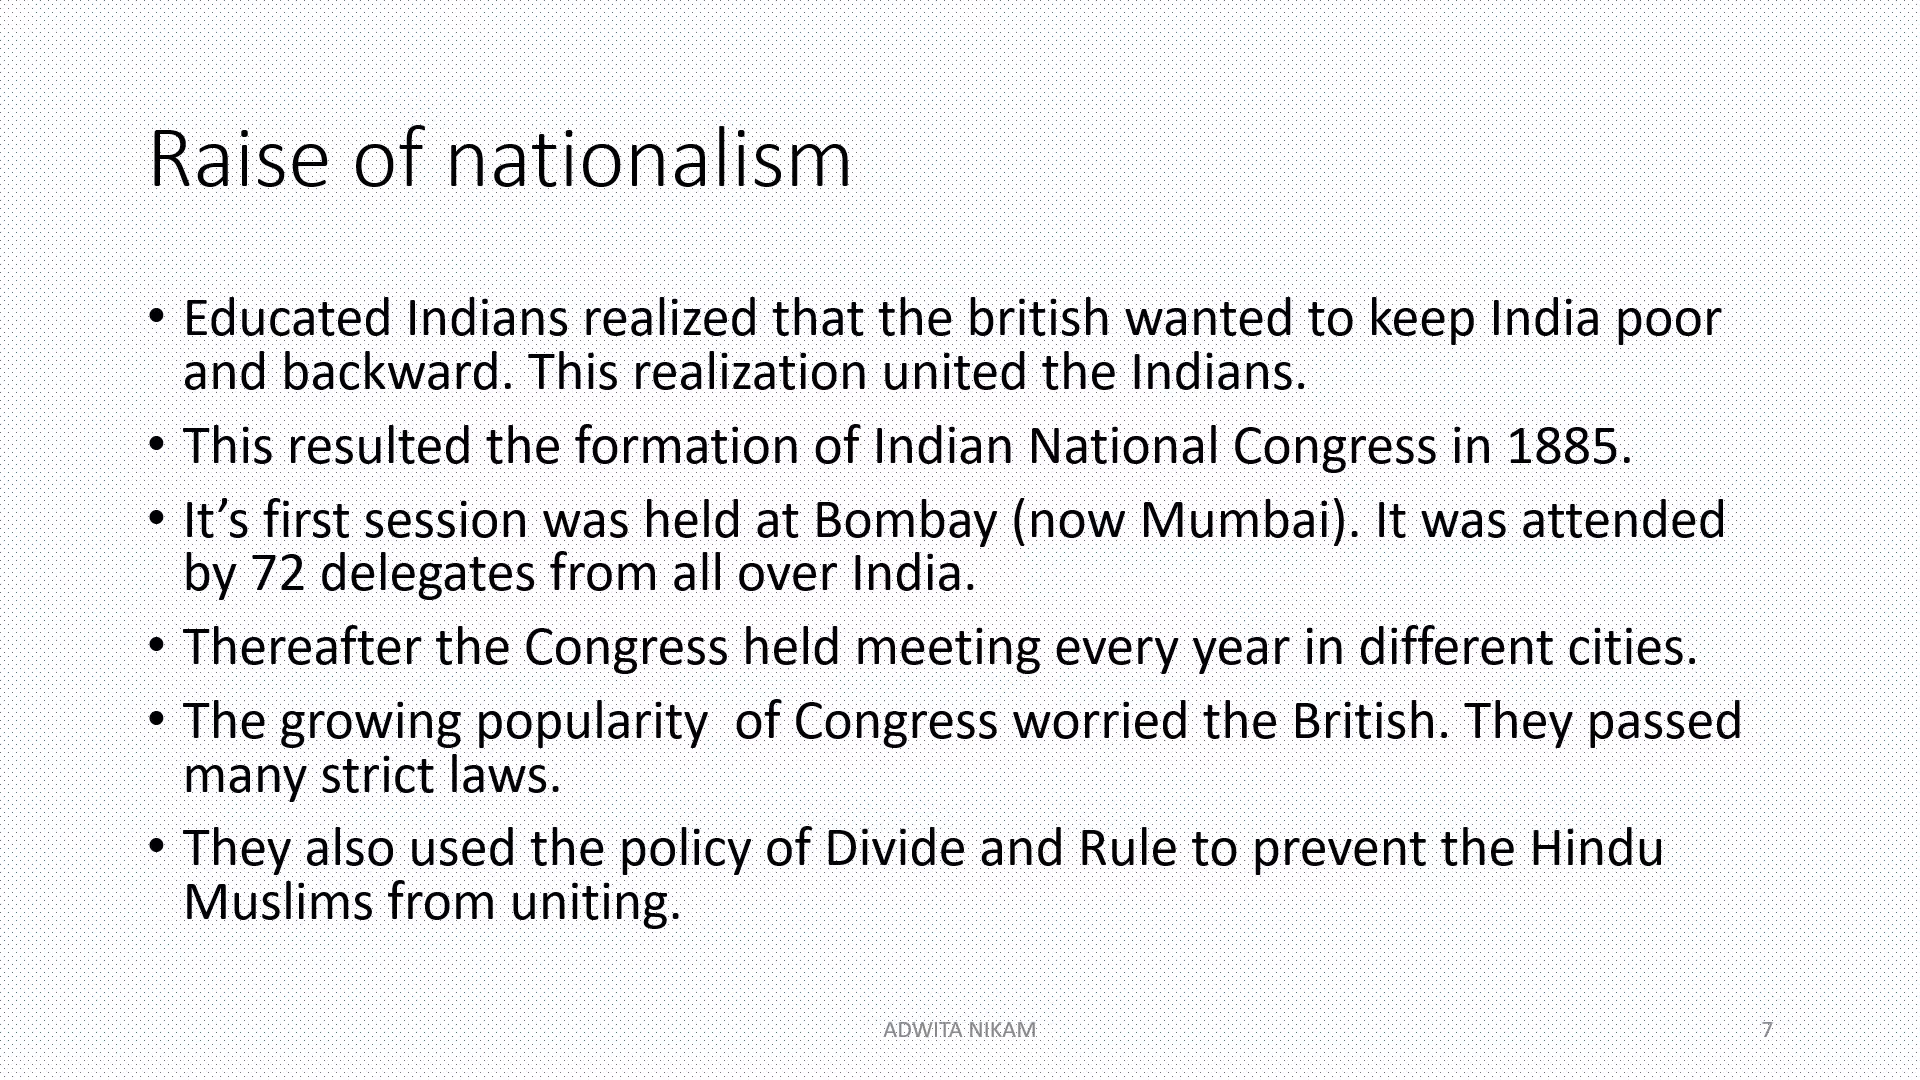 Raise of nationalism
• Educated Indians realized that the british wanted to keep India poor
and backward. This realization united the Indians.
• This resulted the formation of Indian National Congress in 1885.
• It’s first session was held at Bombay (now Mumbai). It was attended
by 72 delegates from all over India.
• Thereafter the Congress held meeting every year in different cities.
• The growing popularity  of Congress worried the British. They passed
many strict laws.
• They also used the policy of Divide and Rule to prevent the Hindu
Muslims from uniting.
ADWITA NIKAM
7